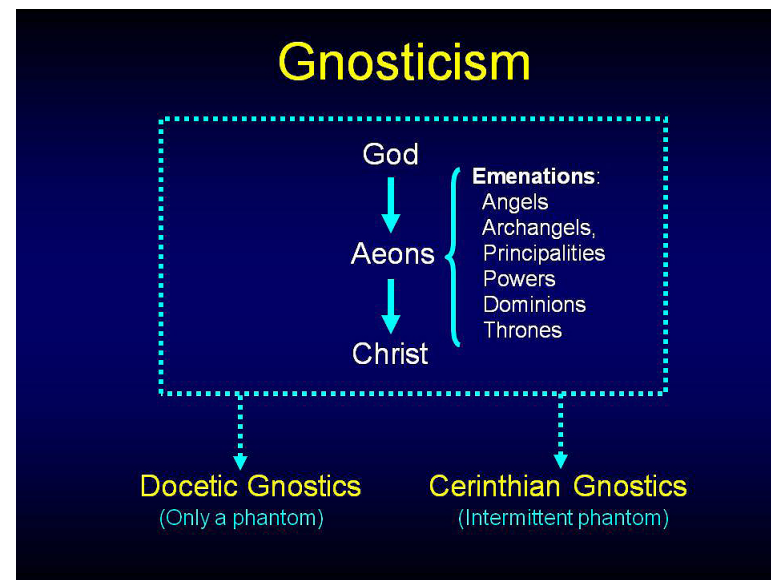 Gnosticism
God
Aeons
Christ
Emenations:
Angels
Archangels,
Principalities
Powers
Dominions
Thrones
Docetic Gnostics
(Only a phantom)
Cerinthian Gnostics
(Intermittent phantom)